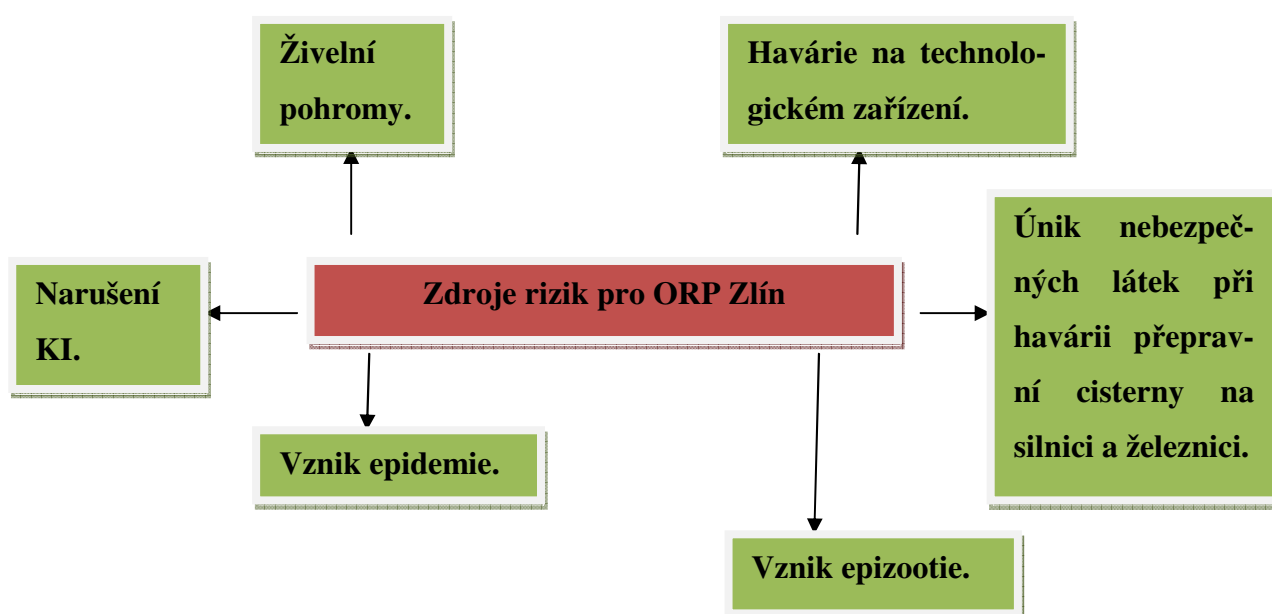 Živelní
pohromy.
Havárie na technolo-
gickém zařízení.
Únik nebezpeč-
ných látek při
havárii přeprav-
ní cisterny na
silnici a železnici.
Zdroje rizik pro ORP Zlín
Narušení
KI.
Vznik epidemie.
Vznik epizootie.